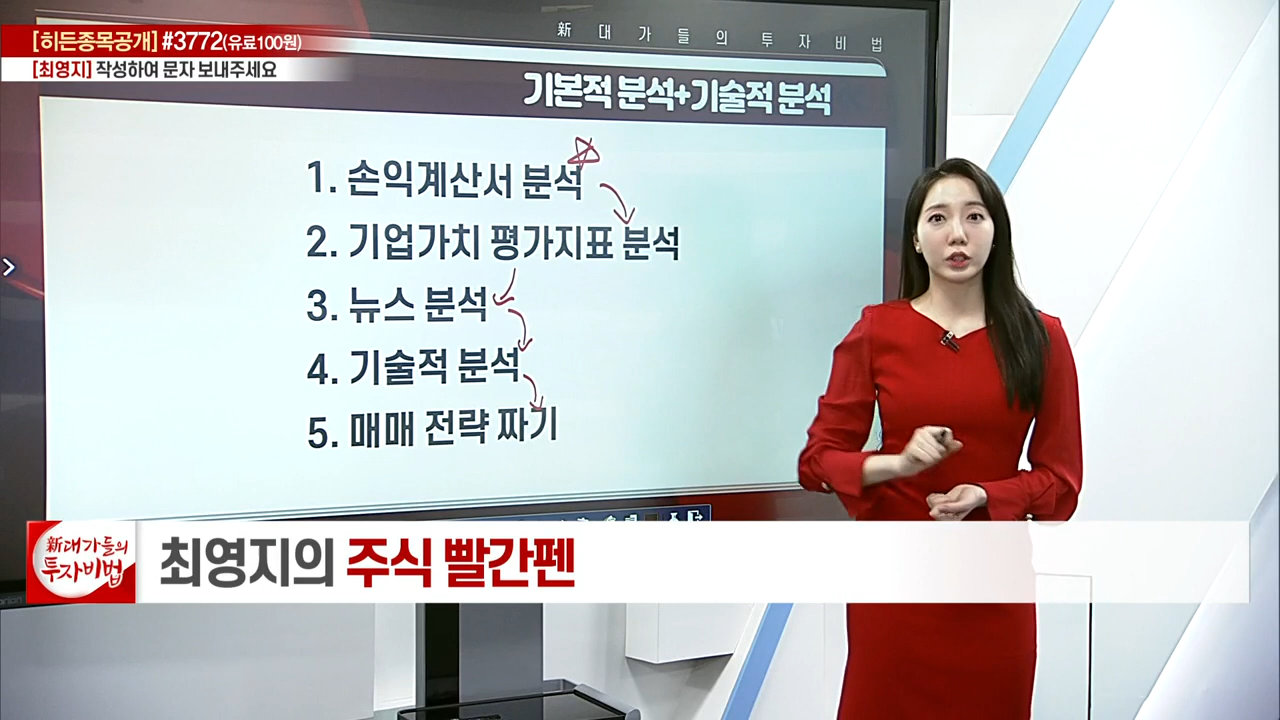 [히든종목공개] #3772(유료100원)
[최영지] 작성하여 문자 보내주세요
新 대가들의 투자비법
기본적 분석+기술적 분석
1. 손익계산서 분석
2. 기업가치 평가지표 분석
3. 뉴스 분석
4. 기술적 분석
5. 매매 전략 짜기
新대가들의
투자비법
최영지의 주식 빨간펜